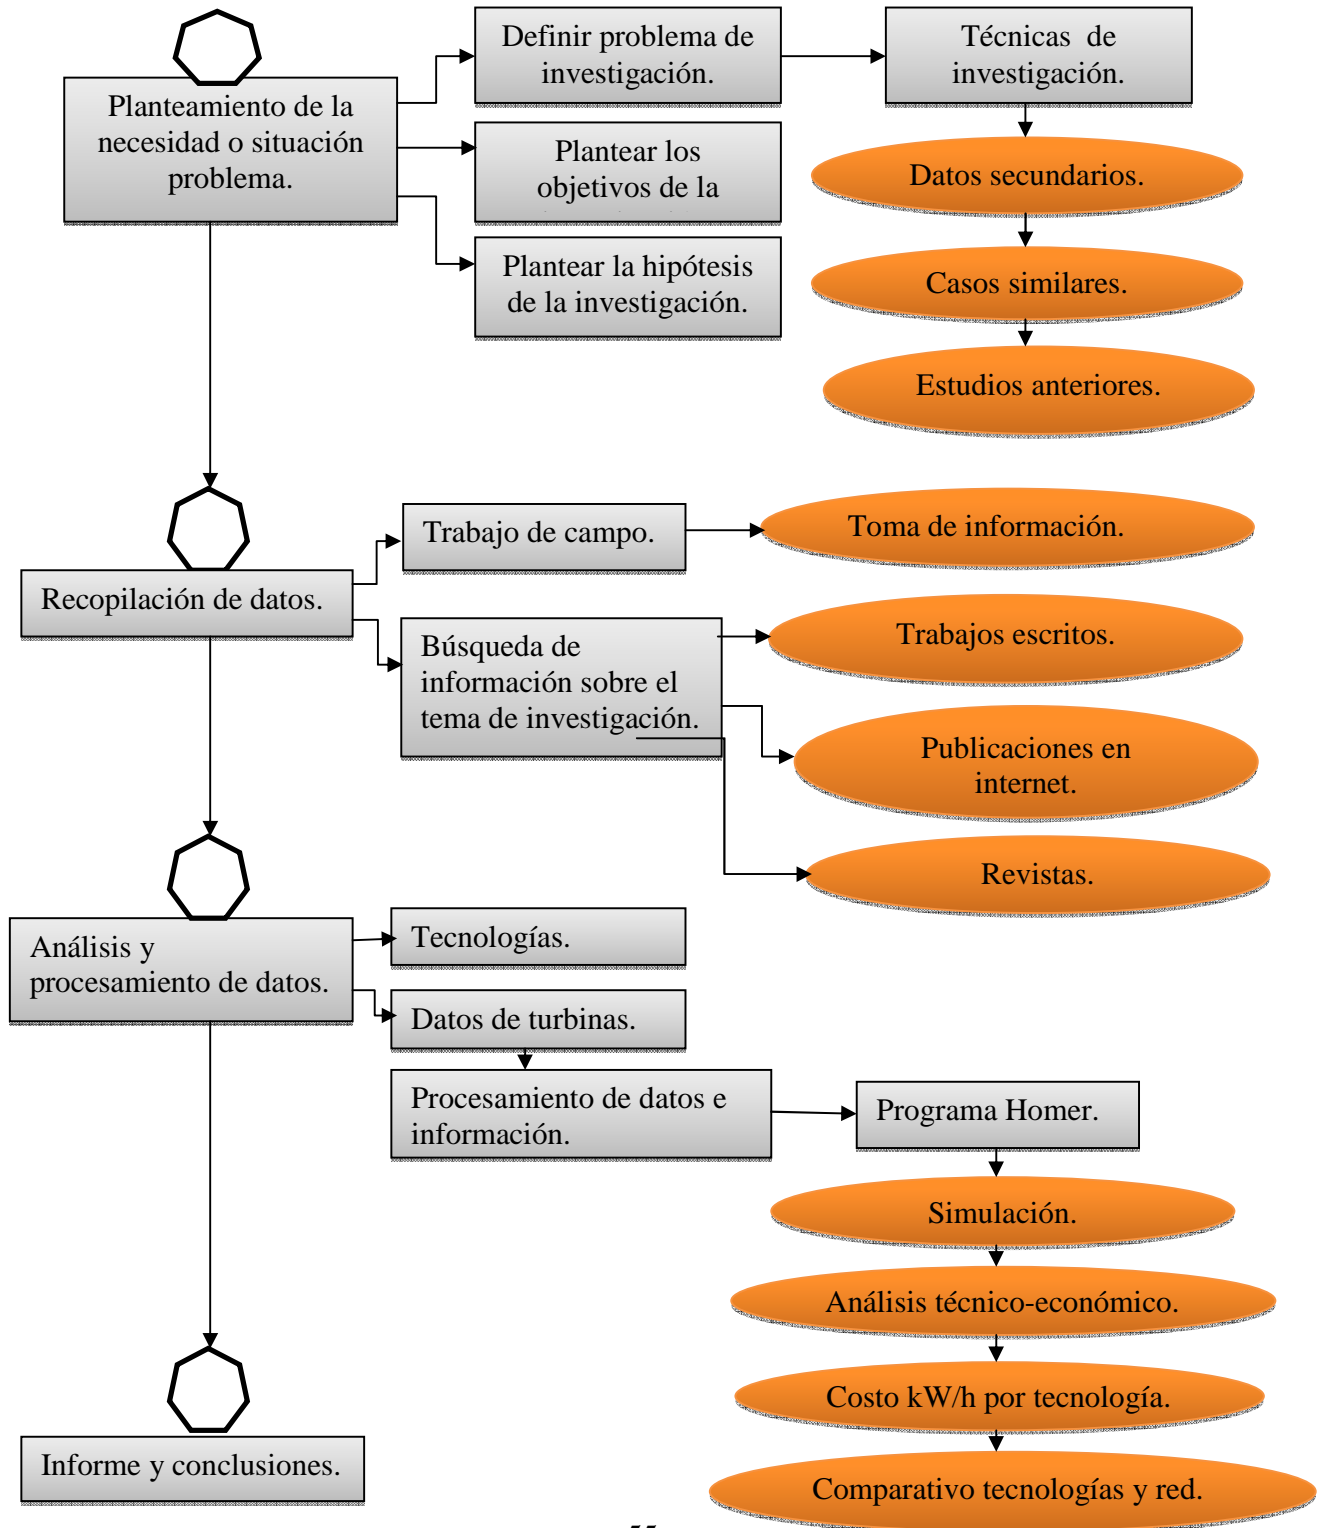 Definir problema de
investigación.
Técnicas de
investigación.
Planteamiento de la
necesidad o situación
problema.
Plantear los
objetivos de la
Datos secundarios.
Plantear la hipótesis
de la investigación.
Casos similares.
Estudios anteriores.
Trabajo de campo.
Toma de información.
Recopilación de datos.
Búsqueda de
información sobre el
tema de investigación.
Trabajos escritos.
Publicaciones en
internet.
Revistas.
Análisis y
procesamiento de datos.
Tecnologías.
Datos de turbinas.
Procesamiento de datos e
información.
Programa Homer.
Simulación.
Análisis técnico-económico.
Costo kW/h por tecnología.
Informe y conclusiones.
Comparativo tecnologías y red.